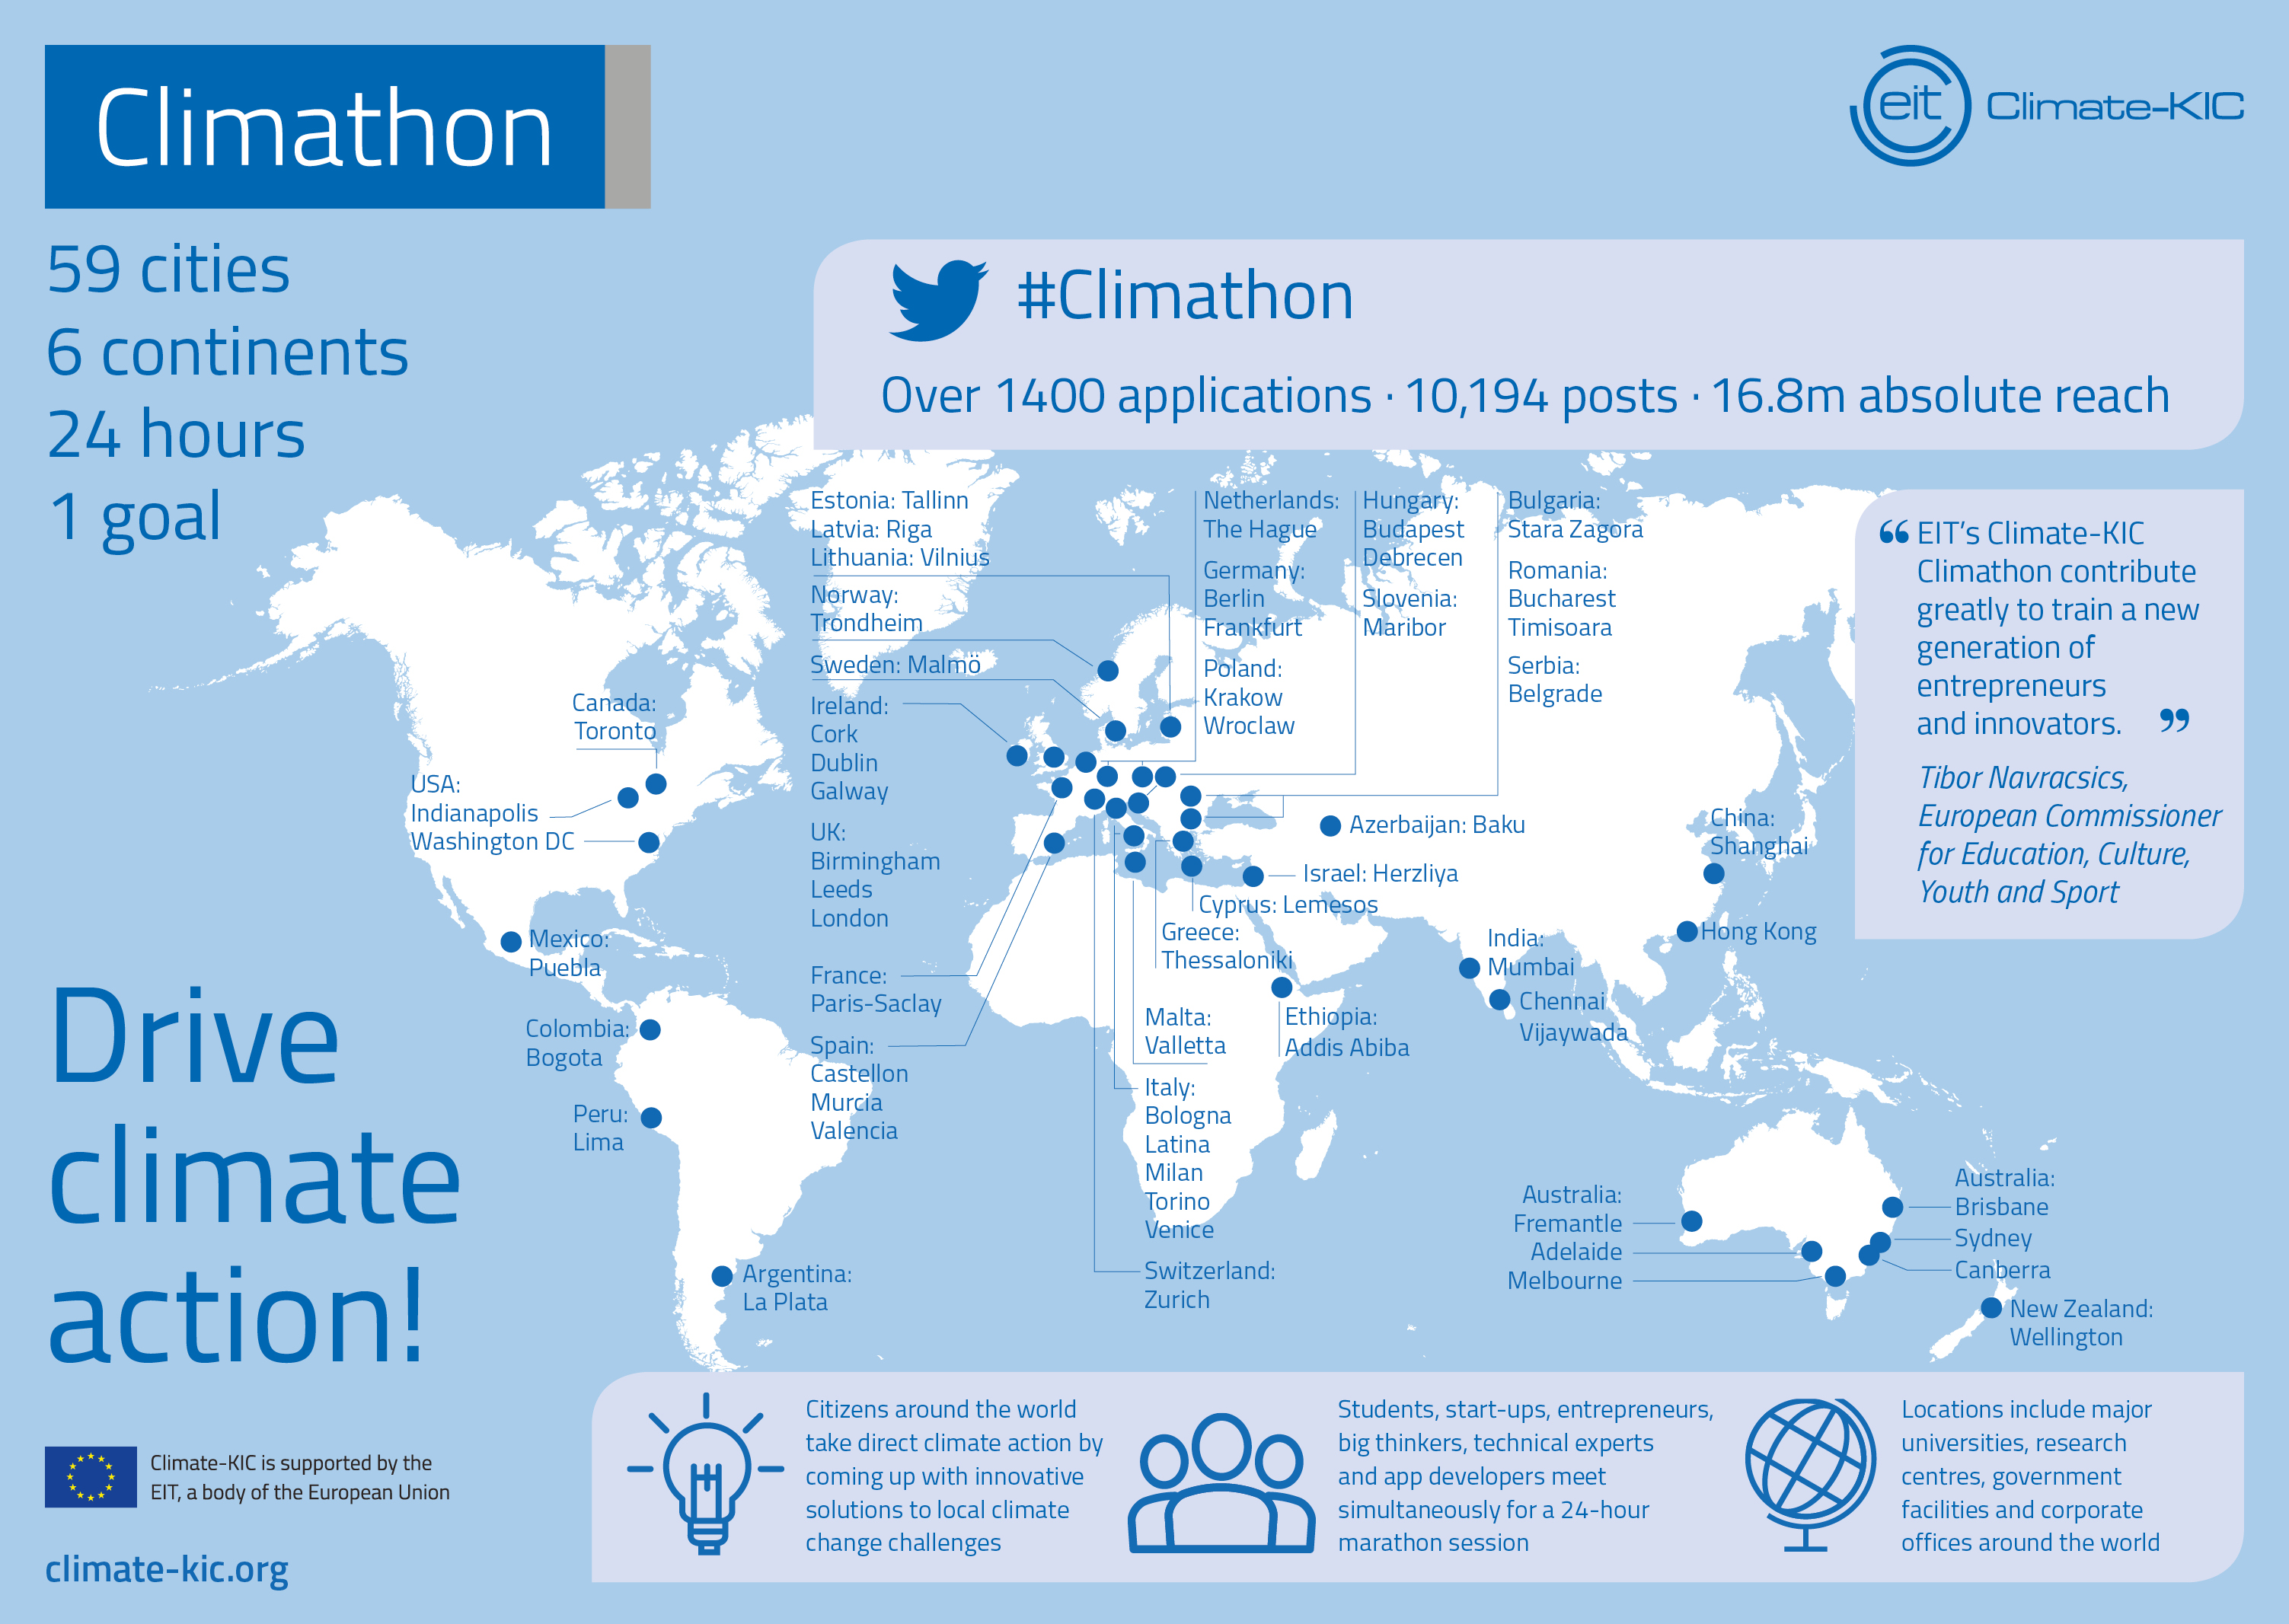 Climathon
eit Climate-KIC
59 cities
6 continents
24 hours
1 goal
#Climathon
Over 1400 applications · 10,194 posts · 16.8m absolute reach
Estonia: Tallinn
Latvia: Riga
Lithuania: Vilnius
Norway:
Trondheim
Sweden: Malmö
Ireland:
Cork
Dublin
Galway
UK:
Birmingham
Leeds
London
France:
Paris-Saclay
Spain:
Castellon
Murcia
Valencia
Netherlands:
The Hague
Germany:
Berlin
Frankfurt
Poland:
Krakow
Wroclaw
Hungary:
Budapest
Debrecen
Slovenia:
Maribor
Bulgaria:
Stara Zagora
Romania:
Bucharest
Timisoara
Serbia:
Belgrade
“ EIT’s Climate-KIC
Climathon contribute
greatly to train a new
generation of
entrepreneurs
and innovators. ”
Tibor Navracsics,
European Commissioner
for Education, Culture,
Youth and Sport
Canada:
Toronto
USA:
Indianapolis
Washington DC
Mexico:
Puebla
Colombia:
Bogota
Peru:
Lima
Argentina:
La Plata
Azerbaijan: Baku
Israel: Herzliya
Cyprus: Lemesos
Greece:
Thessaloniki
Malta:
Valletta
Ethiopia:
Addis Abiba
Italy:
Bologna
Latina
Milan
Torino
Venice
Switzerland:
Zurich
China:
Shanghai
Hong Kong
India:
Mumbai
Chennai
Vijaywada
Australia:
Fremantle
Adelaide
Melbourne
Australia:
Brisbane
Sydney
Canberra
New Zealand:
Wellington
Drive
climate
action!
Climate-KIC is supported by the
EIT, a body of the European Union
climate-kic.org
Citizens around the world
take direct climate action by
coming up with innovative
solutions to local climate
change challenges
Students, start-ups, entrepreneurs,
big thinkers, technical experts
and app developers meet
simultaneously for a 24-hour
marathon session
Locations include major
universities, research
centres, government
facilities and corporate
offices around the world